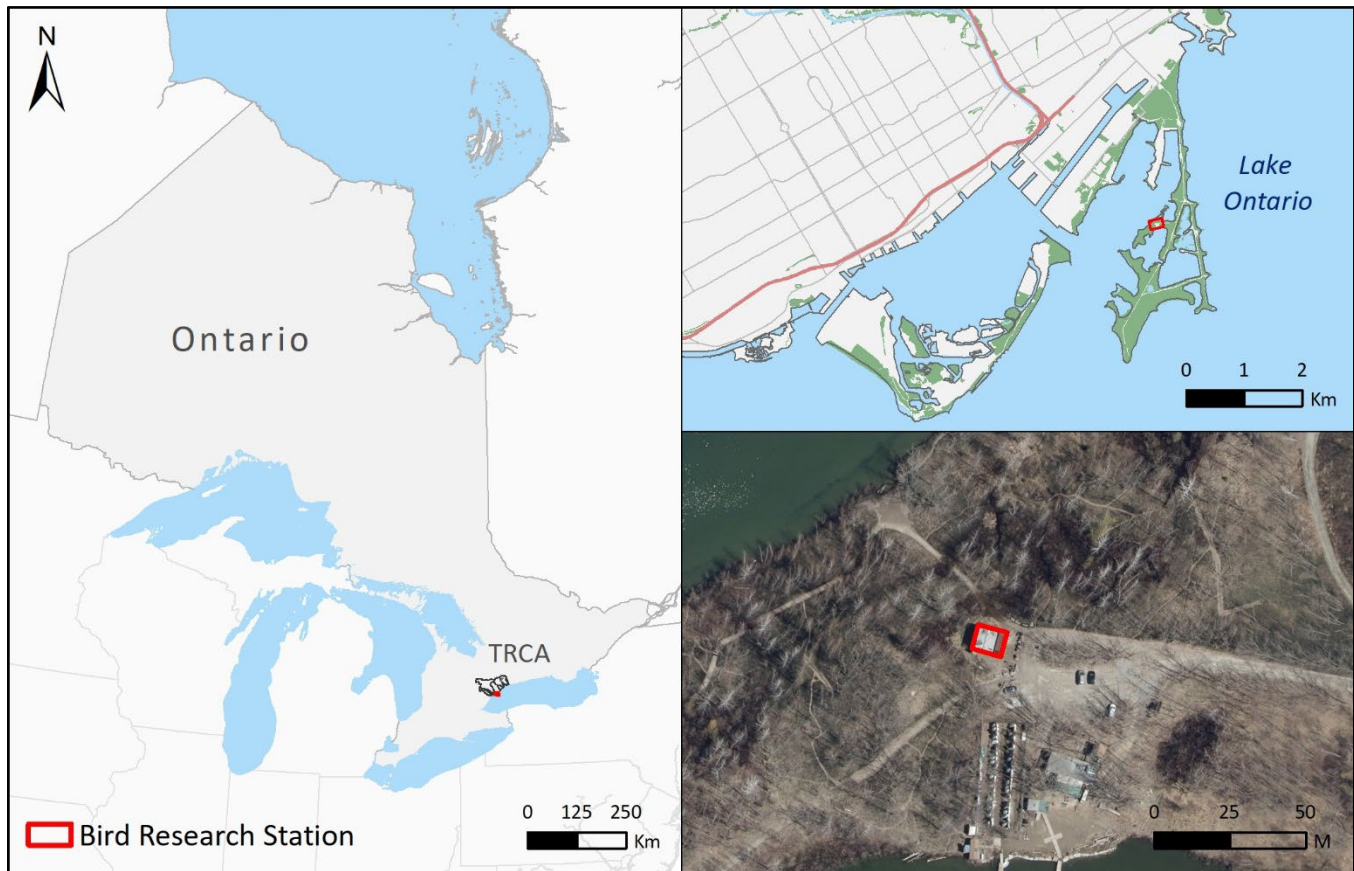 N
Ontario
TRCA
0 125 250
Km
Bird Research Station
Lake
Ontario
0 1 2
Km
0 25 50
M